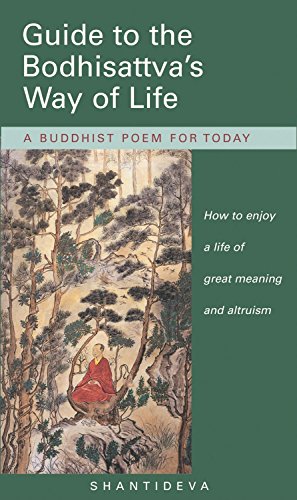 Guide to the
Bodhisattva's
Way of Life
A BUDDHIST POEM FOR TODAY
How to enjoy
a life of
great meaning
and altruism
SHANTIDEVA